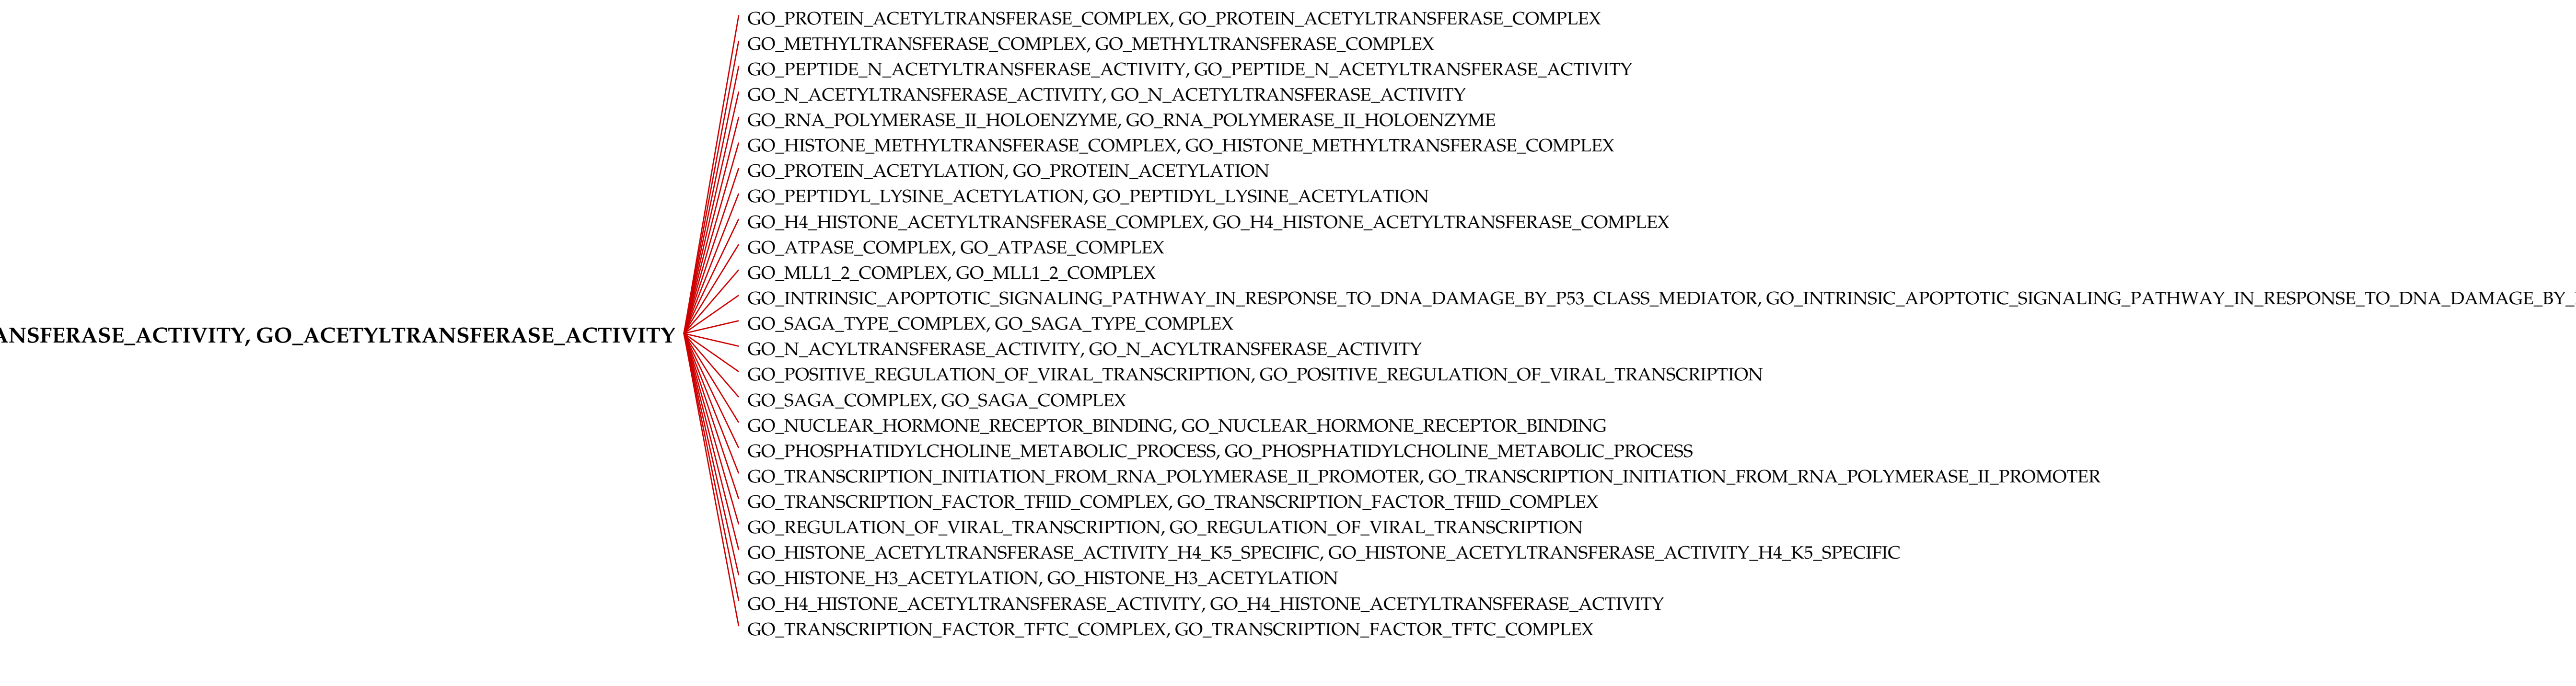 GO_PROTEIN_ACETYLTRANSFERASE_COMPLEX, GO_PROTEIN_ACETYLTRANSFERASE_COMPLEX
GO_METHYLTRANSFERASE_COMPLEX, GO_METHYLTRANSFERASE_COMPLEX
GO_PEPTIDE_N_ACETYLTRANSFERASE_ACTIVITY, GO_PEPTIDE_N_ACETYLTRANSFERASE_ACTIVITY
GO_N_ACETYLTRANSFERASE_ACTIVITY, GO_N_ACETYLTRANSFERASE_ACTIVITY
GO_RNA_POLYMERASE_II_HOLOENZYME, GO_RNA_POLYMERASE_II_HOLOENZYME
GO_HISTONE_METHYLTRANSFERASE_COMPLEX, GO_HISTONE_METHYLTRANSFERASE_COMPLEX
GO_PROTEIN_ACETYLATION, GO_PROTEIN_ACETYLATION
GO_PEPTIDYL_LYSINE_ACETYLATION, GO_PEPTIDYL_LYSINE_ACETYLATION
GO_H4_HISTONE_ACETYLTRANSFERASE_COMPLEX, GO_H4_HISTONE_ACETYLTRANSFERASE_COMPLEX
GO_ATPASE_COMPLEX, GO_ATPASE_COMPLEX
GO_MLL1_2_COMPLEX, GO_MLL1_2_COMPLEX
GO_INTRINSIC_APOPTOTIC_SIGNALING_PATHWAY_IN_RESPONSE_TO_DNA_DAMAGE_BY_P53_CLASS_MEDIATOR, GO_INTRINSIC_APOPTOTIC_SIGNALING_PATHWAY_IN_RESPONSE_TO_DNA_DAMAGE_BY_
GO_SAGA_TYPE_COMPLEX, GO_SAGA_TYPE_COMPLEX
ANSFERASE_ACTIVITY, GO_ACETYLTRANSFERASE_ACTIVITY
GO_N_ACYLTRANSFERASE_ACTIVITY, GO_N_ACYLTRANSFERASE_ACTIVITY
GO_POSITIVE_REGULATION_OF_VIRAL_TRANSCRIPTION, GO_POSITIVE_REGULATION_OF_VIRAL_TRANSCRIPTION
GO_SAGA_COMPLEX, GO_SAGA_COMPLEX
GO_NUCLEAR_HORMONE_RECEPTOR_BINDING, GO_NUCLEAR_HORMONE_RECEPTOR_BINDING
GO_PHOSPHATIDYLCHOLINE_METABOLIC_PROCESS, GO_PHOSPHATIDYLCHOLINE_METABOLIC_PROCESS
GO_TRANSCRIPTION_INITIATION_FROM_RNA_POLYMERASE_II_PROMOTER, GO_TRANSCRIPTION_INITIATION_FROM_RNA_POLYMERASE_II_PROMOTER
GO_TRANSCRIPTION_FACTOR_TFIID_COMPLEX, GO_TRANSCRIPTION_FACTOR_TFIID_COMPLEX
GO_REGULATION_OF_VIRAL_TRANSCRIPTION, GO_REGULATION_OF_VIRAL_TRANSCRIPTION
GO_HISTONE_ACETYLTRANSFERASE_ACTIVITY_H4_K5_SPECIFIC, GO_HISTONE_ACETYLTRANSFERASE_ACTIVITY_H4_K5_SPECIFIC
GO_HISTONE_H3_ACETYLATION, GO_HISTONE_H3_ACETYLATION
GO_H4_HISTONE_ACETYLTRANSFERASE_ACTIVITY, GO_H4_HISTONE_ACETYLTRANSFERASE_ACTIVITY
GO_TRANSCRIPTION_FACTOR_TFTC_COMPLEX, GO_TRANSCRIPTION_FACTOR_TFTC_COMPLEX